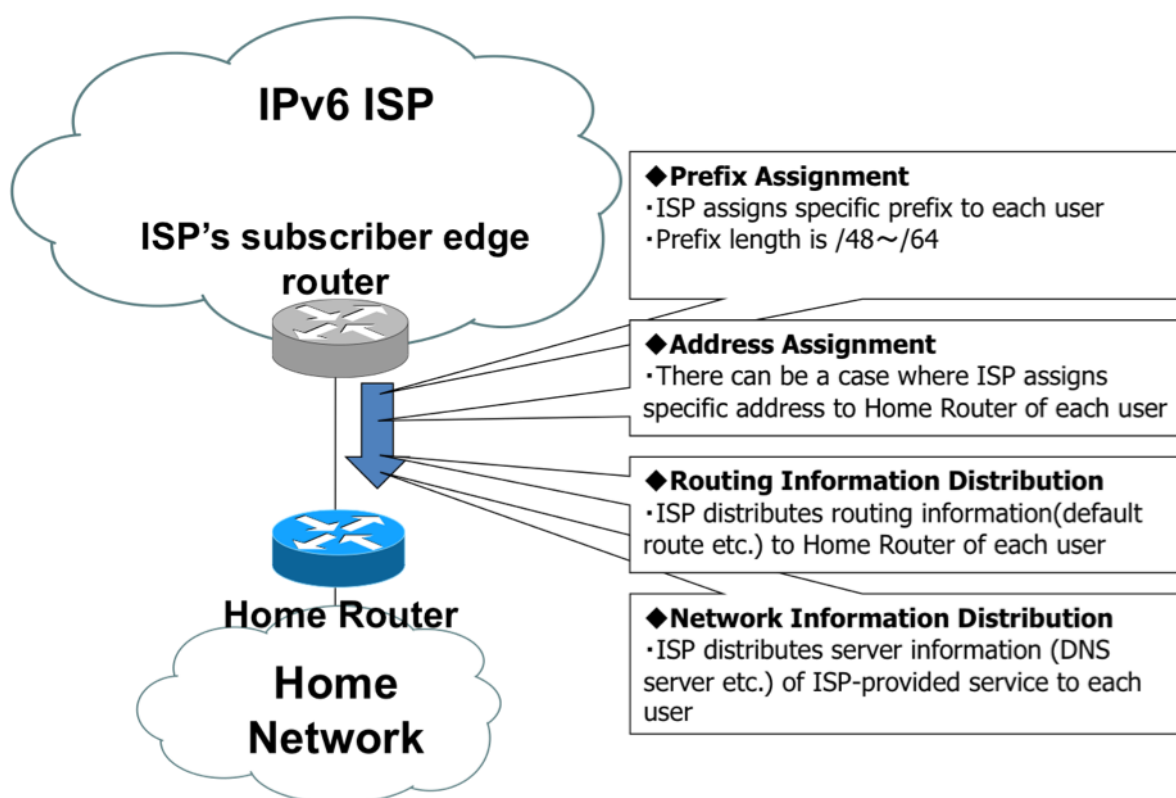 IPv6 ISP
ISP's subscriber edge
router
Home Router
Home
Network
◆Prefix Assignment
・ISP assigns specific prefix to each user
・Prefix length is /48～/64
◆Address Assignment
・There can be a case where ISP assigns
specific address to Home Router of each user
◆Routing Information Distribution
・ISP distributes routing information(default
route etc.) to Home Router of each user
◆Network Information Distribution
・ISP distributes server information (DNS
server etc.) of ISP-provided service to each
user